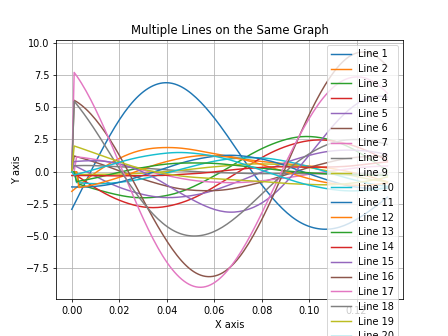 Multiple Lines on the Same Graph
10.0
7.5
5.0
2.5
0.0
−2.5
−5.0
−7.5
Y axis
0.00
0.02
0.04
0.06
0.08
0.10
X axis
Line 1
Line 2
Line 3
Line 4
Line 5
Line 6
Line 7
Line 8
Line 9
Line 10
Line 11
Line 12
Line 13
Line 14
Line 15
Line 16
Line 17
Line 18
Line 19
Line 20